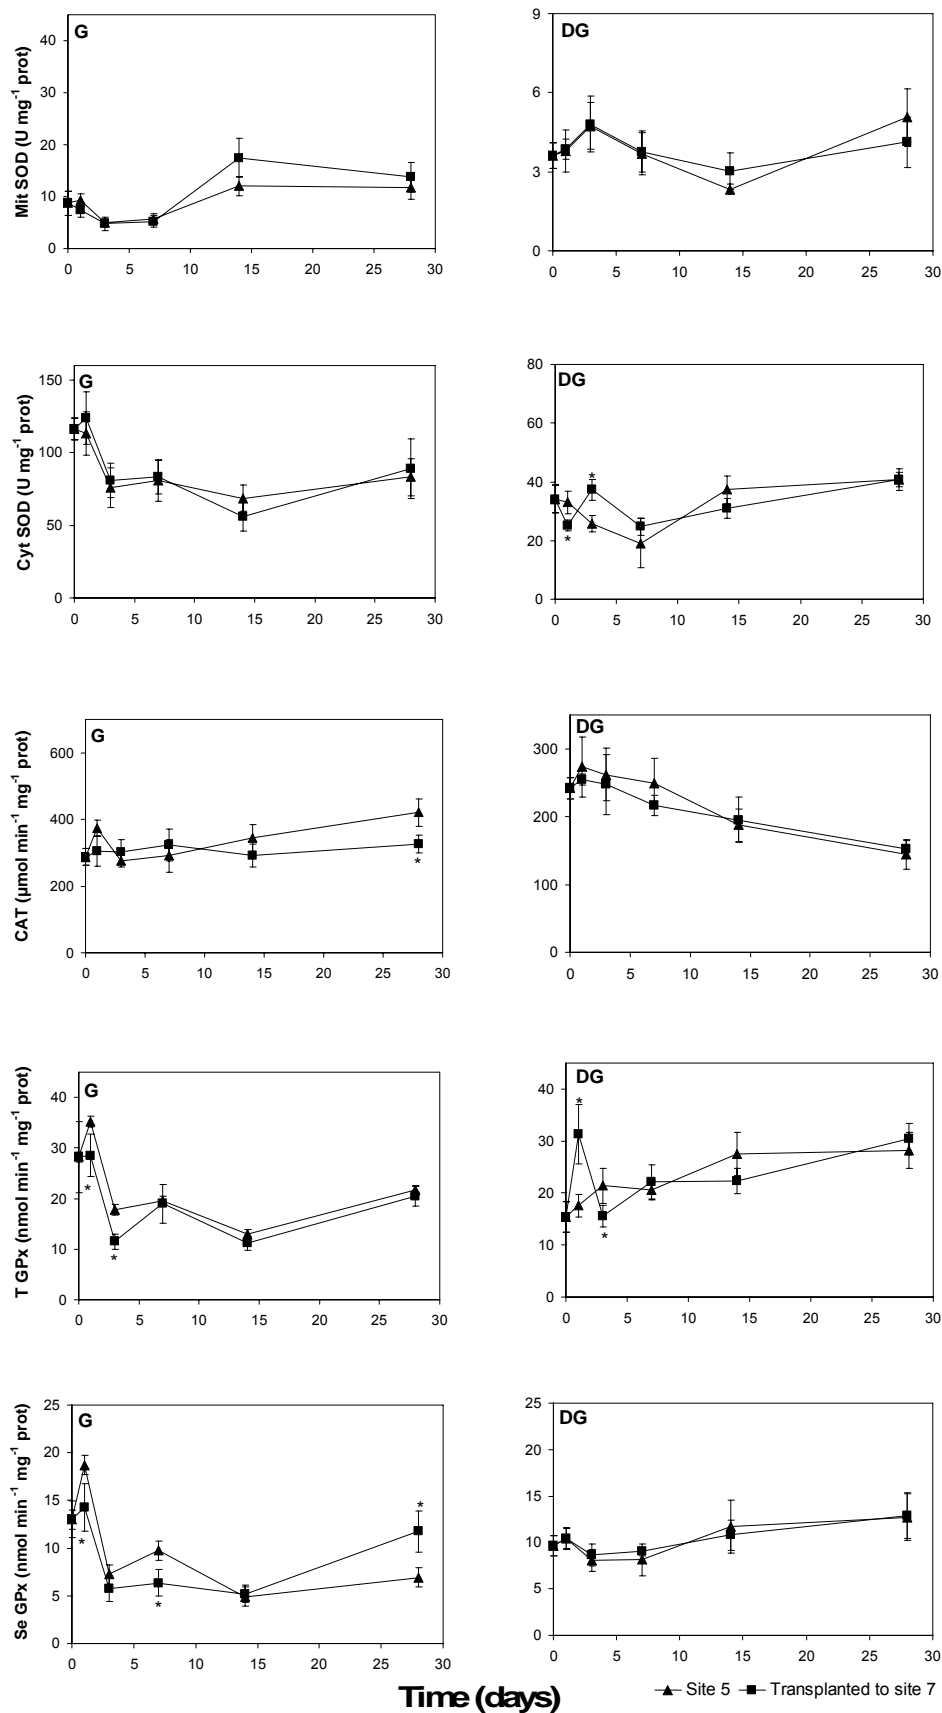 G
DG
Mit SOD (U mg-1 prot)
40
30
20
10
0
0 5 10 15 20 25 30
9
6
3
0
0 5 10 15 20 25 30
G
DG
Cyt SOD (U mg-1 prot)
150
100
50
0
0 5 10 15 20 25 30
80
60
40
20
0
* *
0 5 10 15 20 25 30
G
DG
CAT (µmol min-1 mg-1 prot)
600
400
200
0
*
0 5 10 15 20 25 30
300
200
100
0
0 5 10 15 20 25 30
G
DG
T GPx (nmol min-1 mg-1 prot)
40
30
20
10
0
* *
0 5 10 15 20 25 30
40
30
20
10
0
* *
0 5 10 15 20 25 30
G
DG
Se GPx (nmol min-1 mg-1 prot)
25
20
15
10
5
0
* * *
0 5 10 15 20 25 30
25
20
15
10
5
0
0 5 10 15 20 25 30
Time (days)
Site 5 Transplanted to site 7